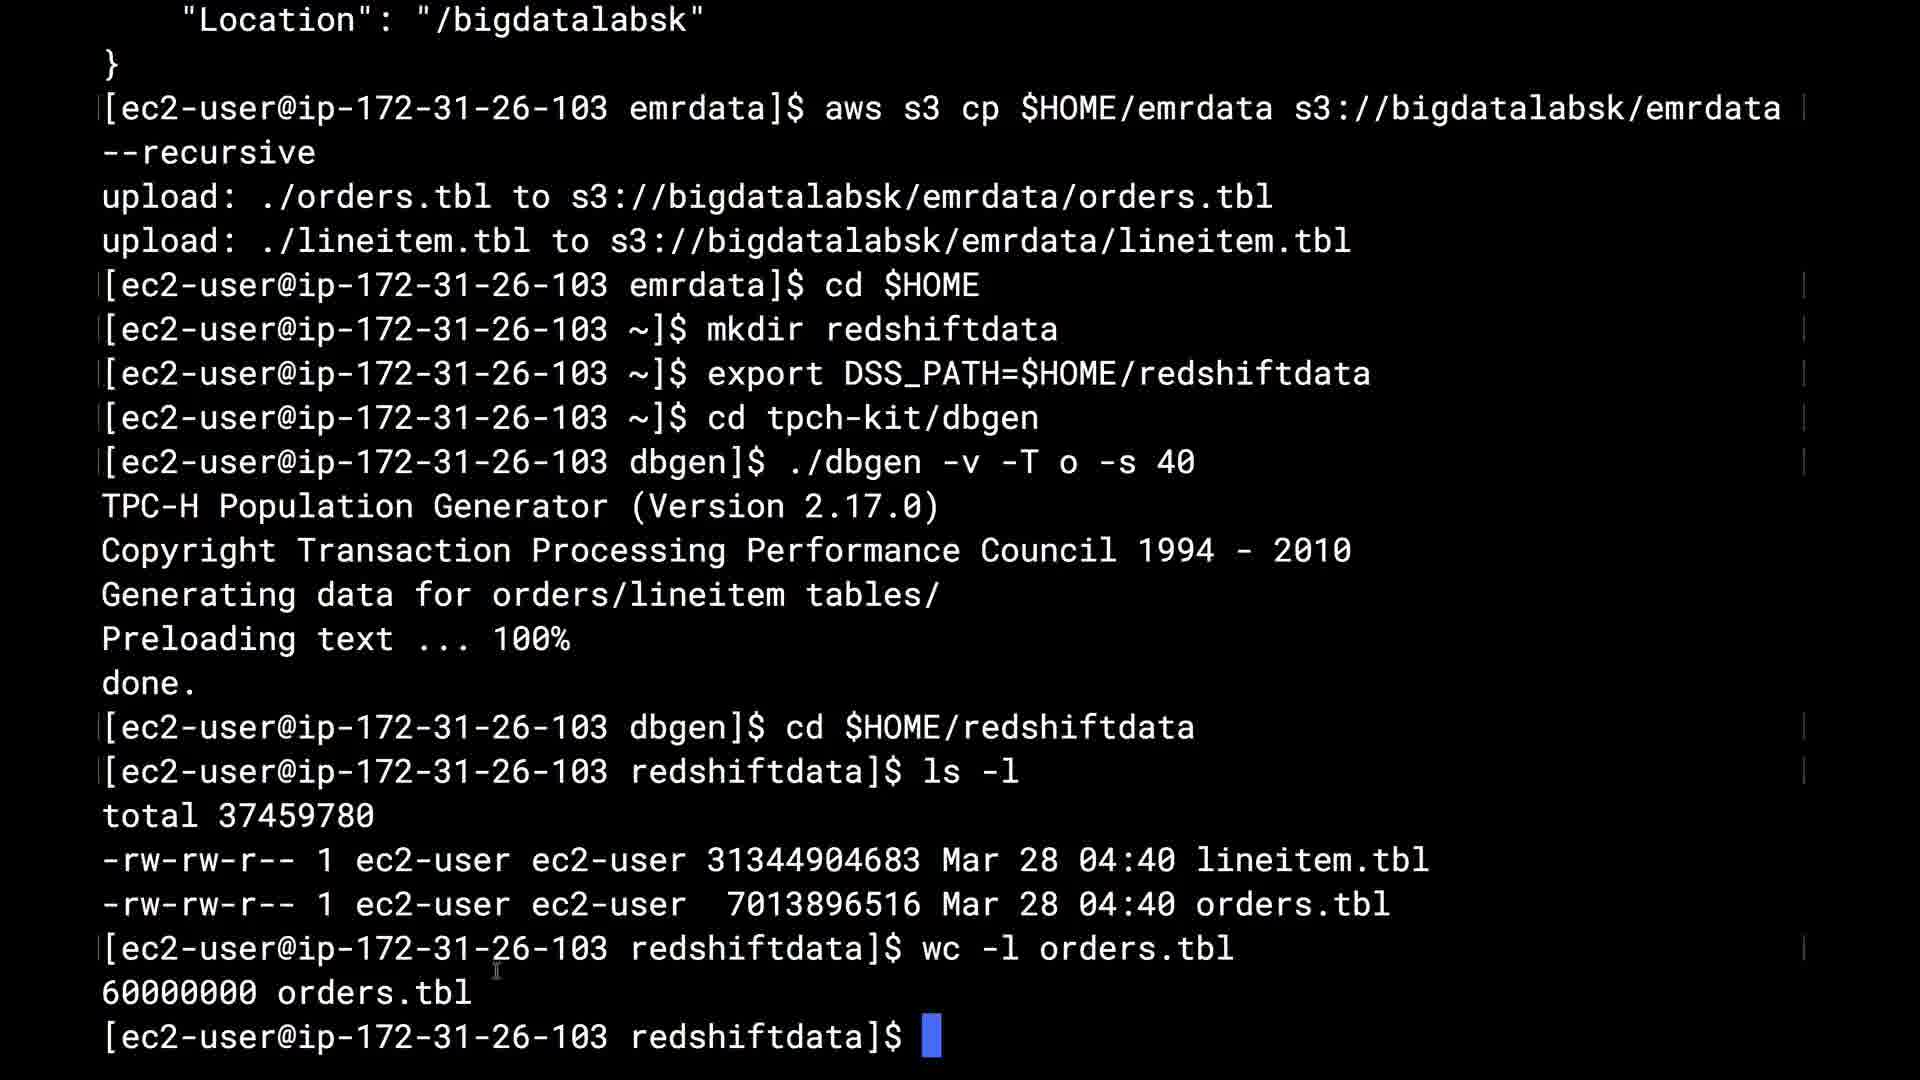 "Location": "/bigdatalabsk"
}
[ec2-user@ip-172-31-26-103 emrdata]$ aws s3 cp $HOME/emrdata s3://bigdatalabsk/emrdata
--recursive
upload: ./orders.tbl to s3://bigdatalabsk/emrdata/orders.tbl
upload: ./lineitem.tbl to s3://bigdatalabsk/emrdata/lineitem.tbl
[ec2-user@ip-172-31-26-103 emrdata]$ cd $HOME
[ec2-user@ip-172-31-26-103 ~]$ mkdir redshiftdata
[ec2-user@ip-172-31-26-103 ~]$ export DSS_PATH=$HOME/redshiftdata
[ec2-user@ip-172-31-26-103 ~]$ cd tpch-kit/dbgen
[ec2-user@ip-172-31-26-103 dbgen]$ ./dbgen -v -T o -s 40
TPC-H Population Generator (Version 2.17.0)
Copyright Transaction Processing Performance Council 1994 - 2010
Generating data for orders/lineitem tables/
Preloading text ... 100%
done.
[ec2-user@ip-172-31-26-103 dbgen]$ cd $HOME/redshiftdata
[ec2-user@ip-172-31-26-103 redshiftdata]$ ls -l
total 37459780
-rw-rw-r-- 1 ec2-user ec2-user 31344904683 Mar 28 04:40 lineitem.tbl
-rw-rw-r-- 1 ec2-user ec2-user  7013896516 Mar 28 04:40 orders.tbl
[ec2-user@ip-172-31-26-103 redshiftdata]$ wc -l orders.tbl
60000000 orders.tbl
[ec2-user@ip-172-31-26-103 redshiftdata]$